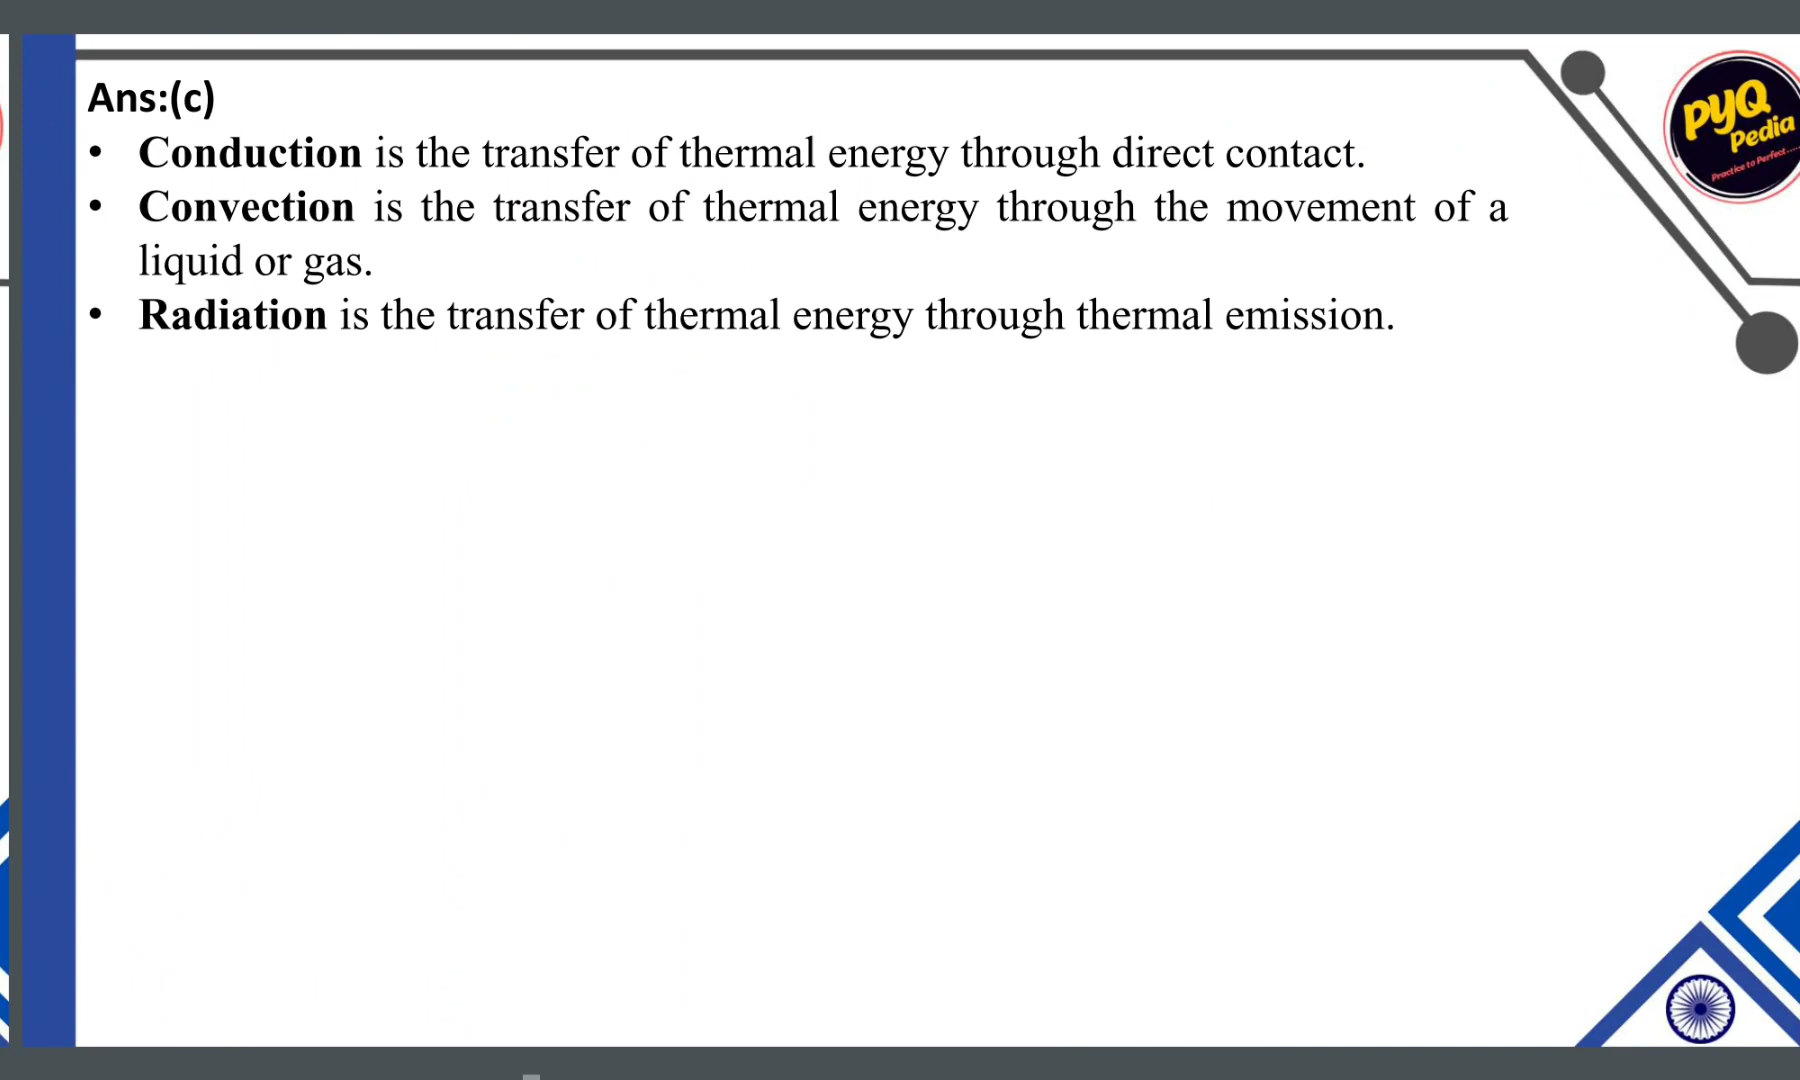 Ans:(c)
• Conduction is the transfer of thermal energy through direct contact.
• Convection is the transfer of thermal energy through the movement of a
liquid or gas.
• Radiation is the transfer of thermal energy through thermal emission.
PYQ
Pedia
Practice to Perfect.....